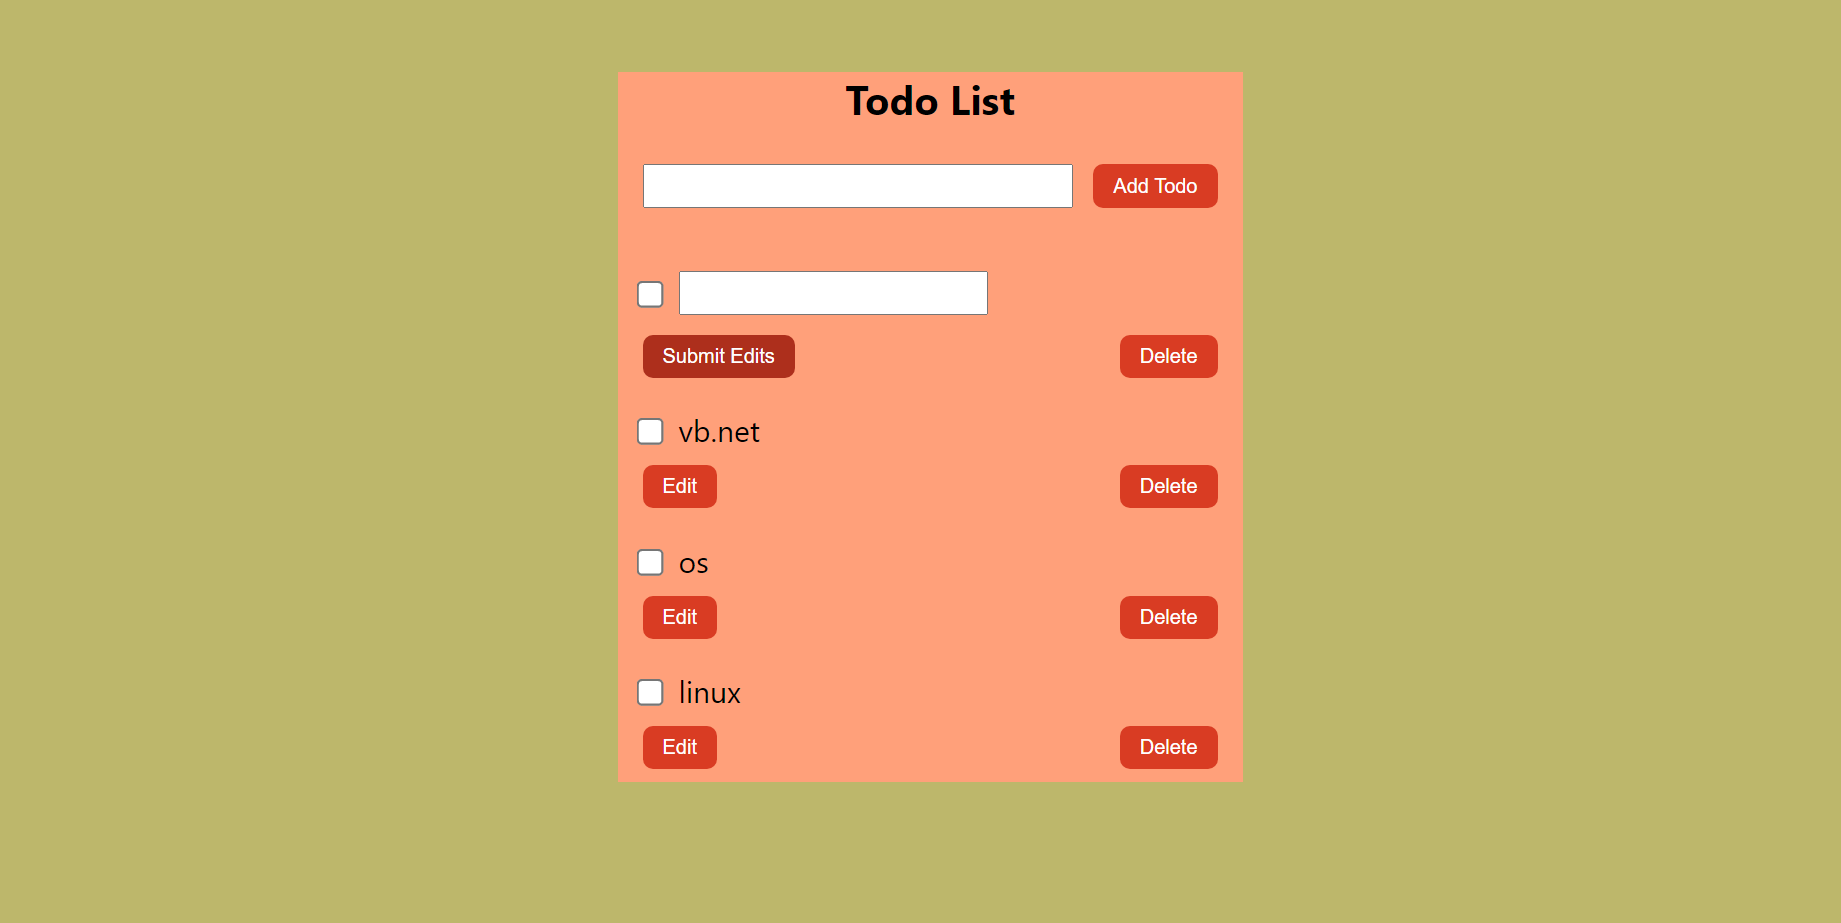 Todo List
Add Todo
Submit Edits Delete
vb.net
Edit Delete
os
Edit Delete
linux
Edit Delete